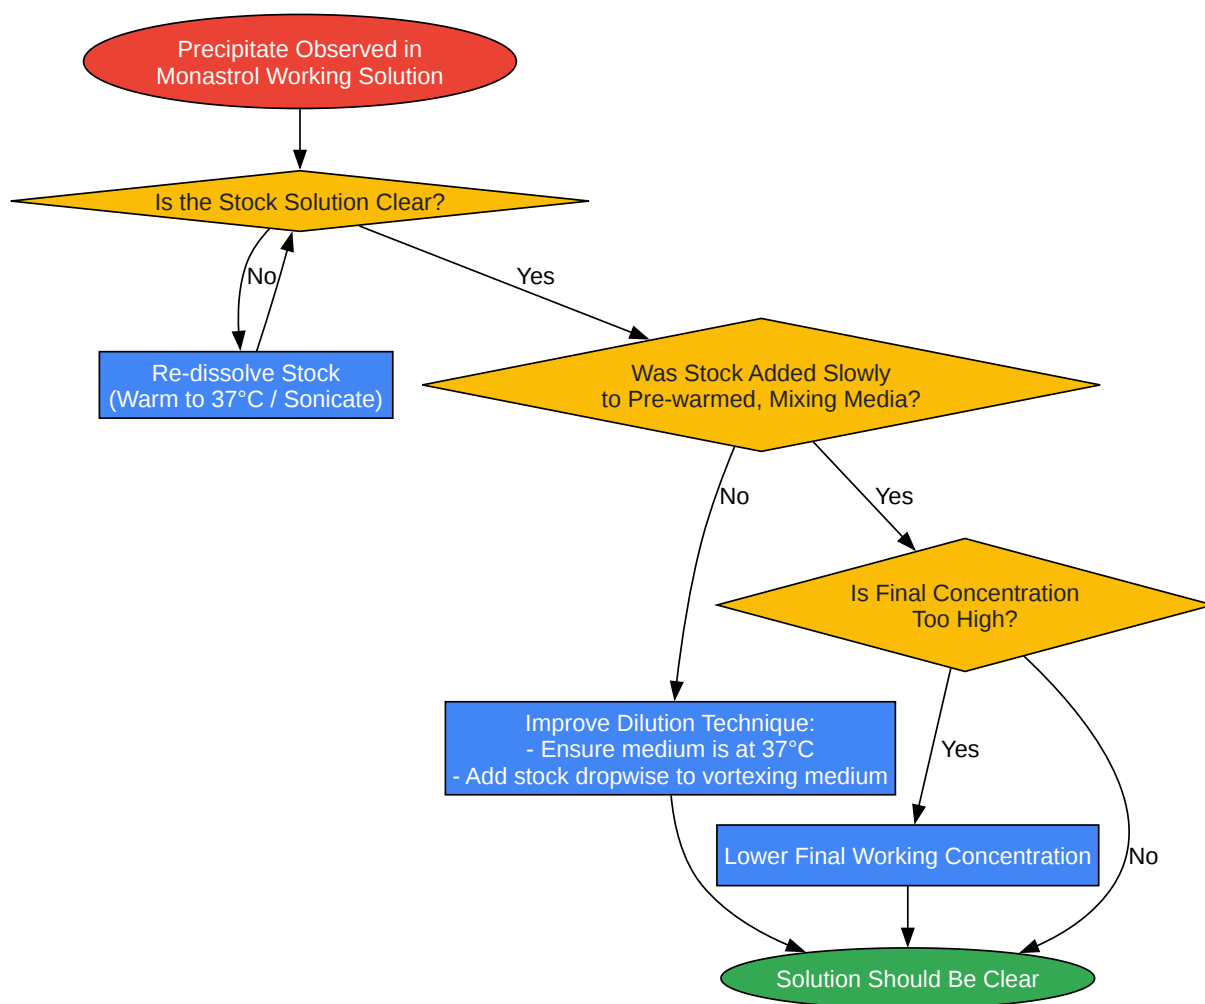 Precipitate Observed in
Monastrol Working Solution
Is the Stock Solution Clear?
No
Yes
Re-dissolve Stock
(Warm to 37°C / Sonicate)
Was Stock Added Slowly
to Pre-warmed, Mixing Media?
No
Yes
Is Final Concentration
Too High?
Improve Dilution Technique:
- Ensure medium is at 37°C
- Add stock dropwise to vortexing medium
Yes
Lower Final Working Concentration
No
Solution Should Be Clear